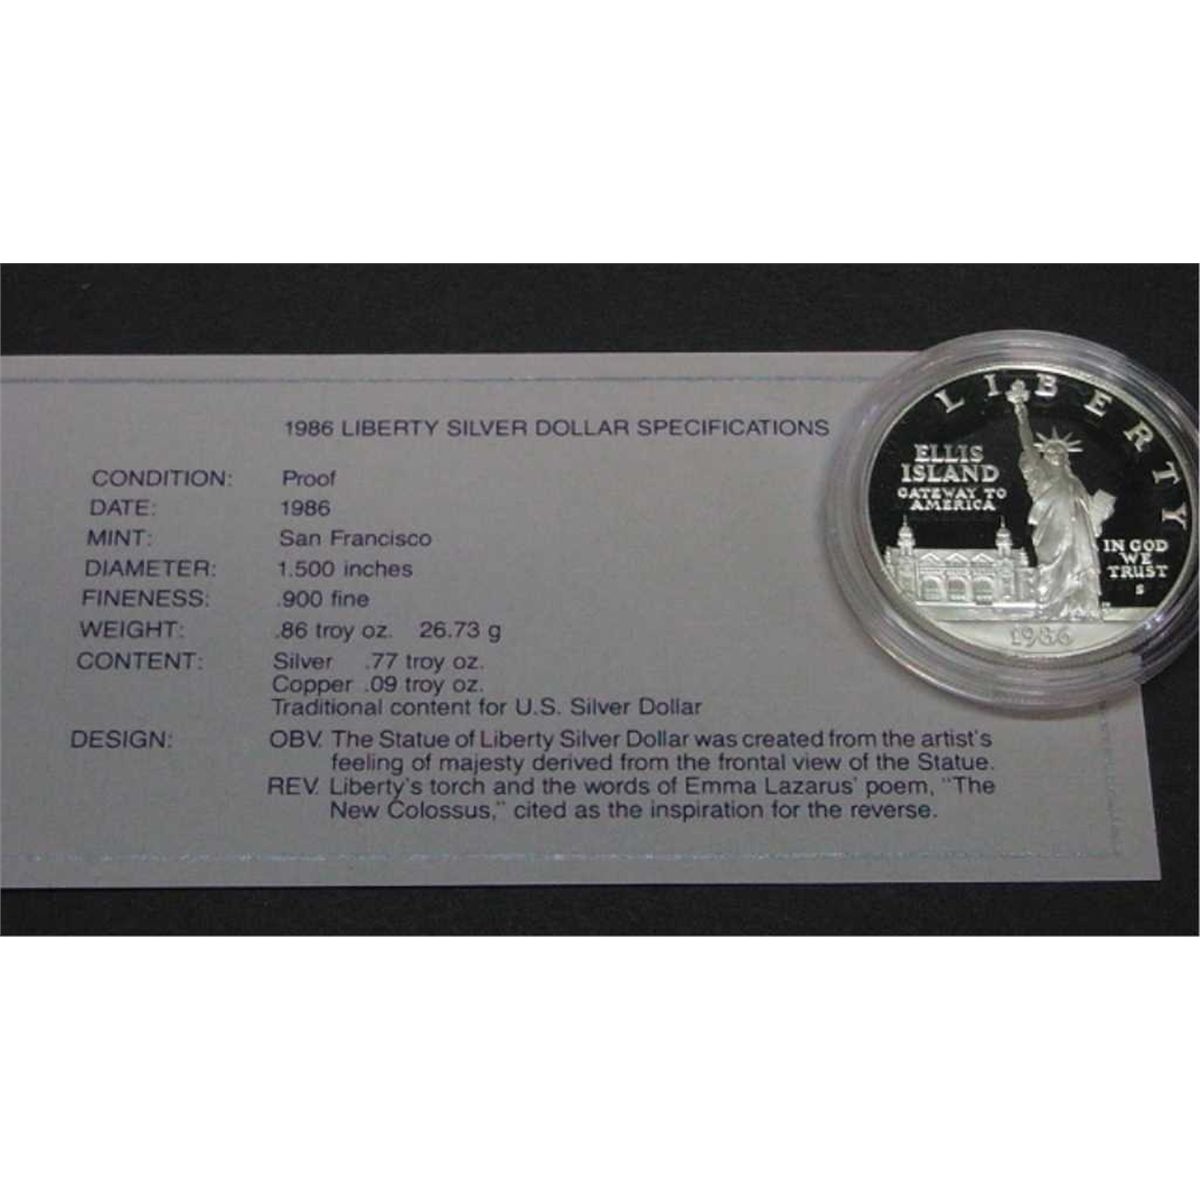 1986 LIBERTY SILVER DOLLAR SPECIFICATIONS
CONDITION: Proof
DATE: 1986
MINT: San Francisco
DIAMETER: 1.500 inches
FINENESS: .900 fine
WEIGHT: .86 troy oz. 26.73 g
CONTENT: Silver .77 troy oz.
Copper .09 troy oz.
Traditional content for U.S. Silver Dollar
DESIGN: OBV. The Statue of Liberty Silver Dollar was created from the artist's
feeling of majesty derived from the frontal view of the Statue.
REV. Liberty's torch and the words of Emma Lazarus' poem, "The
New Colossus," cited as the inspiration for the reverse.
LIBERTY
ELLIS
ISLAND
GATEWAY TO
AMERICA
IN GOD
WE
TRUST
S
1986